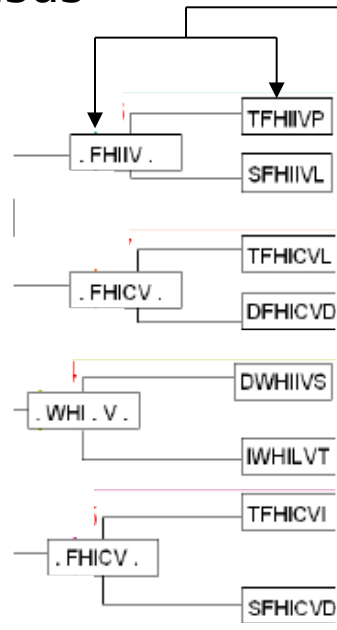 TFHIIVP
. FHIIV .
SFHIIVL
TFHICVL
. FHICV .
DFHICVD
DWHIIVS
. WHI . V .
IWHILVT
TFHICVI
. FHICV .
SFHICVD